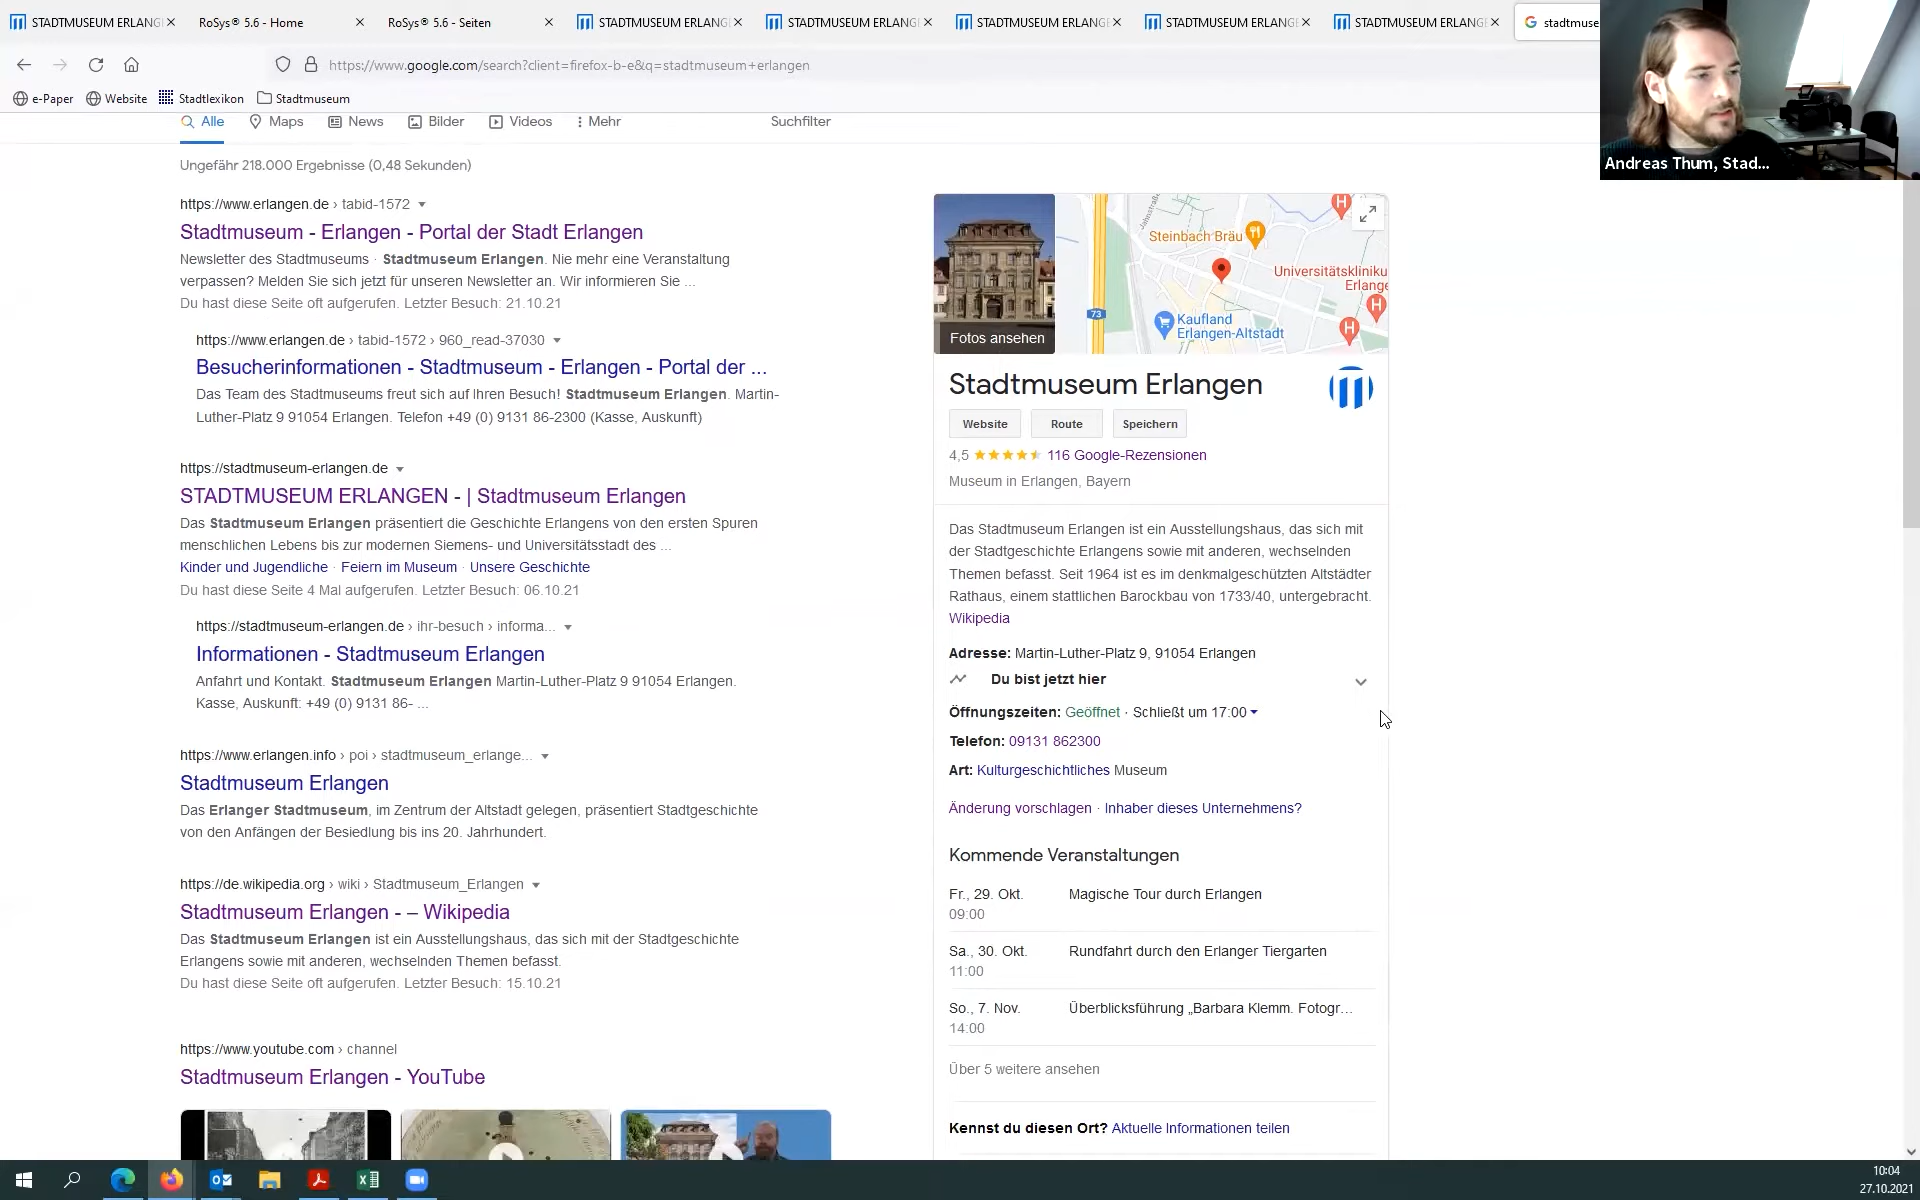 STADTMUSEUM ERLANG
RoSys® 5.6 - Home
RoSys® 5.6 - Seiten
STADTMUSEUM ERLANG
STADTMUSEUM ERLANG
STADTMUSEUM ERLANG
STADTMUSEUM ERLANG
STADTMUSEUM ERLANG
stadtmuse
https://www.google.com/search?client=firefox-b-e&q=stadtmuseum+erlangen
e-Paper
Website
Stadtlexikon
Stadtmuseum
Andreas Thum, Stad...
Alle
Maps
News
Bilder
Videos
Mehr
Suchfilter
Ungefähr 218.000 Ergebnisse (0,48 Sekunden)
https://www.erlangen.de › tabid-1572
Stadtmuseum - Erlangen - Portal der Stadt Erlangen
Newsletter des Stadtmuseums · Stadtmuseum Erlangen. Nie mehr eine Veranstaltung
verpassen? Melden Sie sich jetzt für unseren Newsletter an. Wir informieren Sie ...
Du hast diese Seite oft aufgerufen. Letzter Besuch: 21.10.21
https://www.erlangen.de › tabid-1572 › 960_read-37030
Besucherinformationen - Stadtmuseum - Erlangen - Portal der ...
Das Team des Stadtmuseums freut sich auf Ihren Besuch! Stadtmuseum Erlangen. Martin-
Luther-Platz 9 91054 Erlangen. Telefon +49 (0) 9131 86-2300 (Kasse, Auskunft)
https://stadtmuseum-erlangen.de
STADTMUSEUM ERLANGEN - | Stadtmuseum Erlangen
Das Stadtmuseum Erlangen präsentiert die Geschichte Erlangens von den ersten Spuren
menschlichen Lebens bis zur modernen Siemens- und Universitätsstadt des ...
Kinder und Jugendliche · Feiern im Museum · Unsere Geschichte
Du hast diese Seite 4 Mal aufgerufen. Letzter Besuch: 06.10.21
https://stadtmuseum-erlangen.de › ihr-besuch › informa...
Informationen - Stadtmuseum Erlangen
Anfahrt und Kontakt. Stadtmuseum Erlangen Martin-Luther-Platz 9 91054 Erlangen.
Kasse, Auskunft: +49 (0) 9131 86- ...
https://www.erlangen.info › poi › stadtmuseum_erlange...
Stadtmuseum Erlangen
Das Erlanger Stadtmuseum, im Zentrum der Altstadt gelegen, präsentiert Stadtgeschichte
von den Anfängen der Besiedlung bis ins 20. Jahrhundert.
https://de.wikipedia.org › wiki › Stadtmuseum_Erlangen
Stadtmuseum Erlangen - – Wikipedia
Das Stadtmuseum Erlangen ist ein Ausstellungshaus, das sich mit der Stadtgeschichte
Erlangens sowie mit anderen, wechselnden Themen befasst.
Du hast diese Seite oft aufgerufen. Letzter Besuch: 15.10.21
https://www.youtube.com › channel
Stadtmuseum Erlangen - YouTube
Fotos ansehen
Steinbach Bräu
Universitätskliniku
Erlange
73
Kaufland
Erlangen-Altstadt
H
H
H
Stadtmuseum Erlangen
Website
Route
Speichern
4,5
116 Google-Rezensionen
Museum in Erlangen, Bayern
Das Stadtmuseum Erlangen ist ein Ausstellungshaus, das sich mit
der Stadtgeschichte Erlangens sowie mit anderen, wechselnden
Themen befasst. Seit 1964 ist es im denkmalgeschützten Altstädter
Rathaus, einem stattlichen Barockbau von 1733/40, untergebracht.
Wikipedia
Adresse: Martin-Luther-Platz 9, 91054 Erlangen
Du bist jetzt hier
Öffnungszeiten: Geöffnet · Schließt um 17:00
Telefon: 09131 862300
Art: Kulturgeschichtliches Museum
Änderung vorschlagen · Inhaber dieses Unternehmens?
Kommende Veranstaltungen
Fr., 29. Okt.
Magische Tour durch Erlangen
09:00
Sa., 30. Okt.
Rundfahrt durch den Erlanger Tiergarten
11:00
So., 7. Nov.
Überblicksführung „Barbara Klemm. Fotogr...
14:00
Über 5 weitere ansehen
Kennst du diesen Ort? Aktuelle Informationen teilen
10:04
27.10.2021